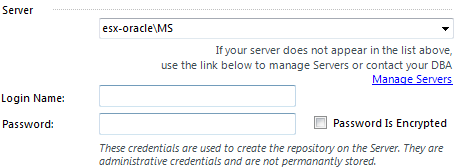 Server
esx-oracle\MS
If your server does not appear in the list above,
use the link below to manage Servers or contact your DBA
Manage Servers
Login Name:
Password:
Password Is Encrypted
These credentials are used to create the repository on the Server. They are
administrative credentials and are not permanantly stored.